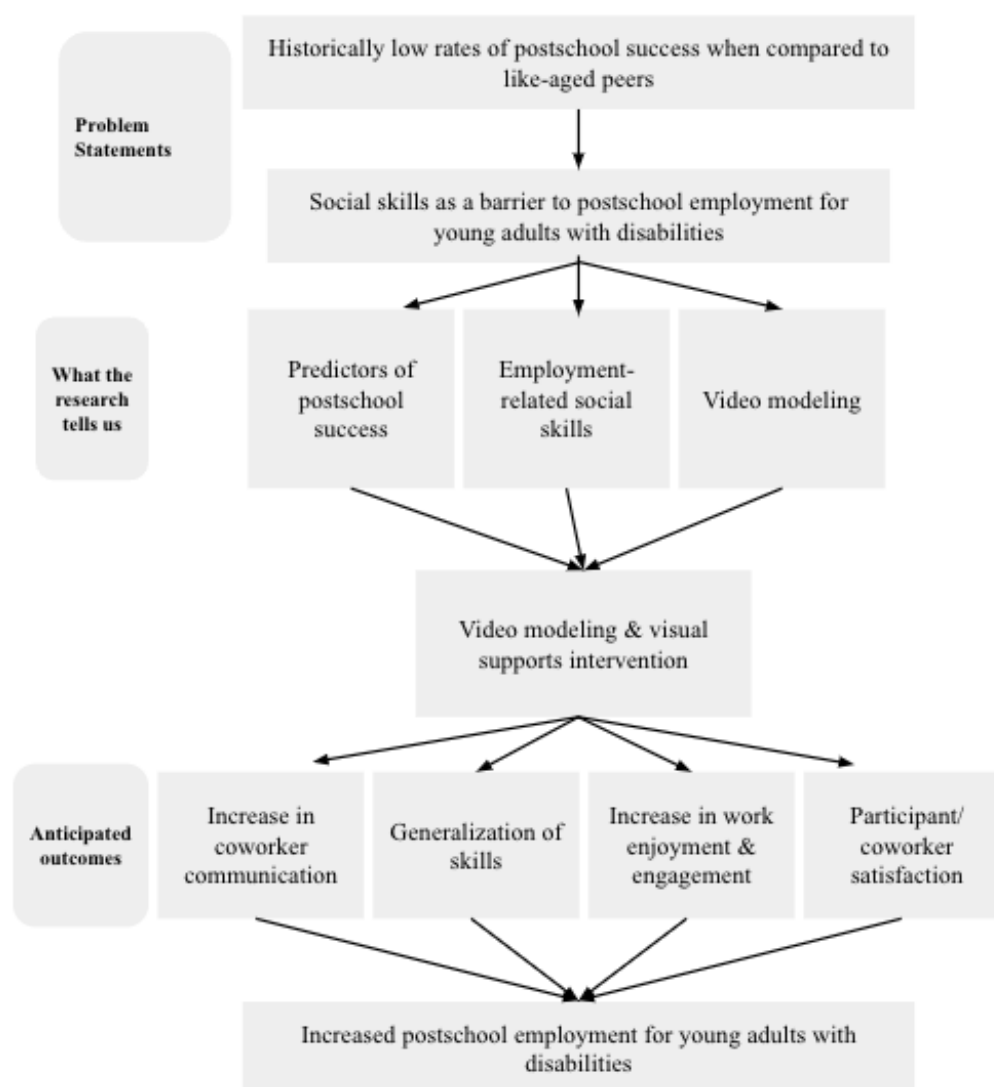 Historically low rates of postschool success when compared to
like-aged peers
Problem
Statements
Social skills as a barrier to postschool employment for
young adults with disabilities
What the
research
tells us
Predictors of
postschool
success
Employment-
related social
skills
Video modeling
Video modeling & visual
supports intervention
Anticipated
outcomes
Increase in
coworker
communication
Generalization of
skills
Increase in work
enjoyment &
engagement
Participant/
coworker
satisfaction
Increased postschool employment for young adults with
disabilities